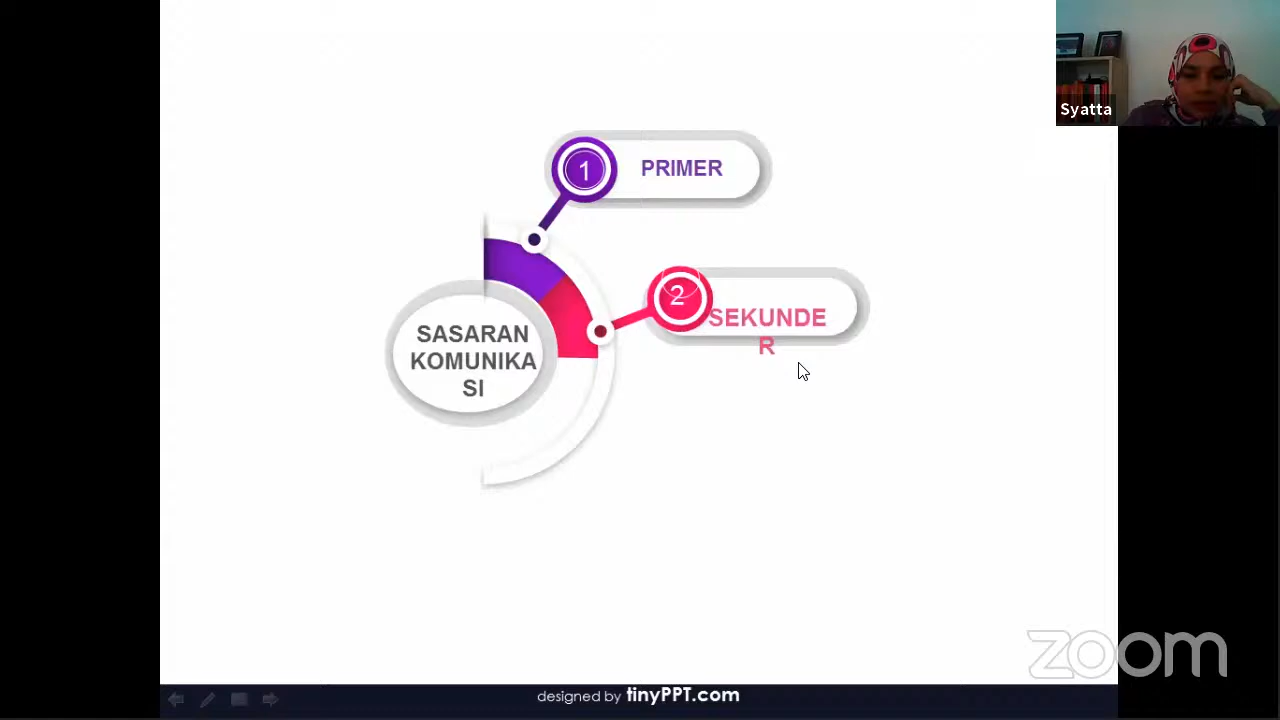 Syatta
1
PRIMER
2
SEKUNDE
R
SASARAN
KOMUNIKA
SI
zoom
designed by tinyPPT.com